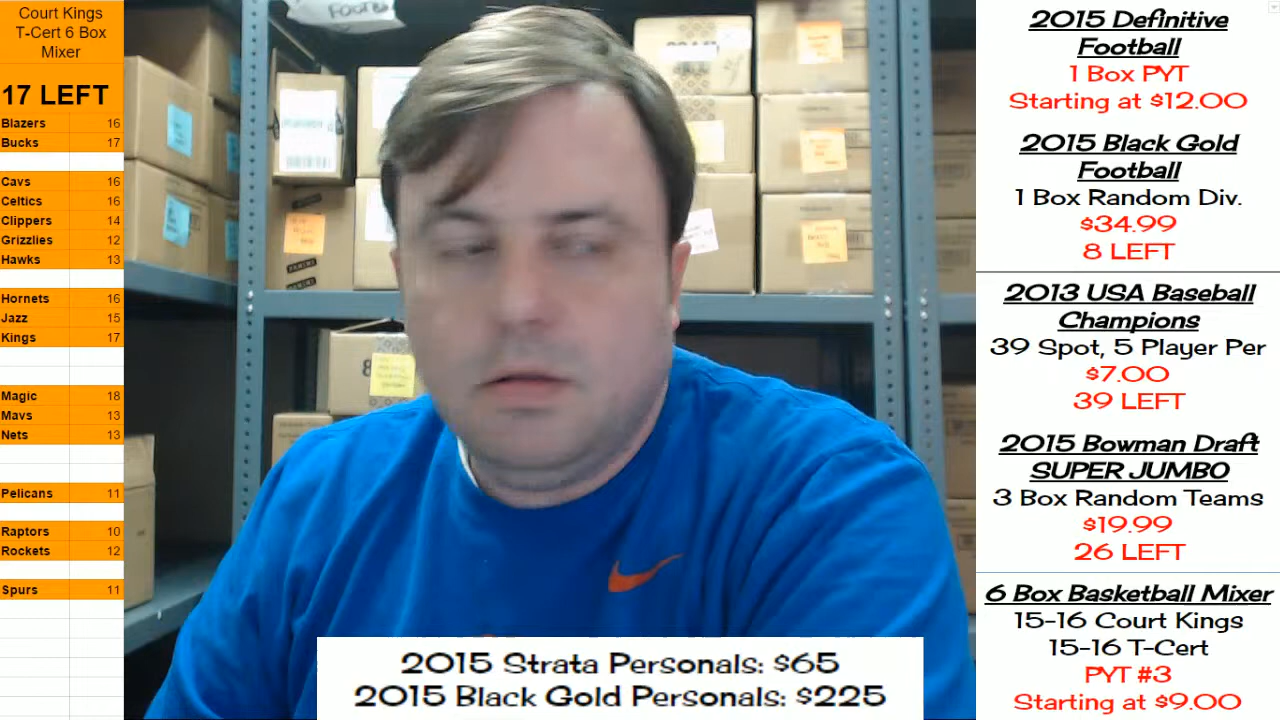 Court Kings
T-Cert 6 Box
Mixer
17 LEFT
Blazers 16
Bucks 17
Cavs 16
Celtics 16
Clippers 14
Grizzlies 12
Hawks 13
Hornets 16
Jazz 15
Kings 17
Magic 18
Mavs 13
Nets 13
Pelicans 11
Raptors 10
Rockets 12
Spurs 11
2015 Definitive
Football
1 Box PYT
Starting at $12.00
2015 Black Gold
Football
1 Box Random Div.
$34.99
8 LEFT
2013 USA Baseball
Champions
39 Spot, 5 Player Per
$7.00
39 LEFT
2015 Bowman Draft
SUPER JUMBO
3 Box Random Teams
$19.99
26 LEFT
6 Box Basketball Mixer
15-16 Court Kings
15-16 T-Cert
PYT #3
Starting at $9.00
2015 Strata Personals: $65
2015 Black Gold Personals: $225